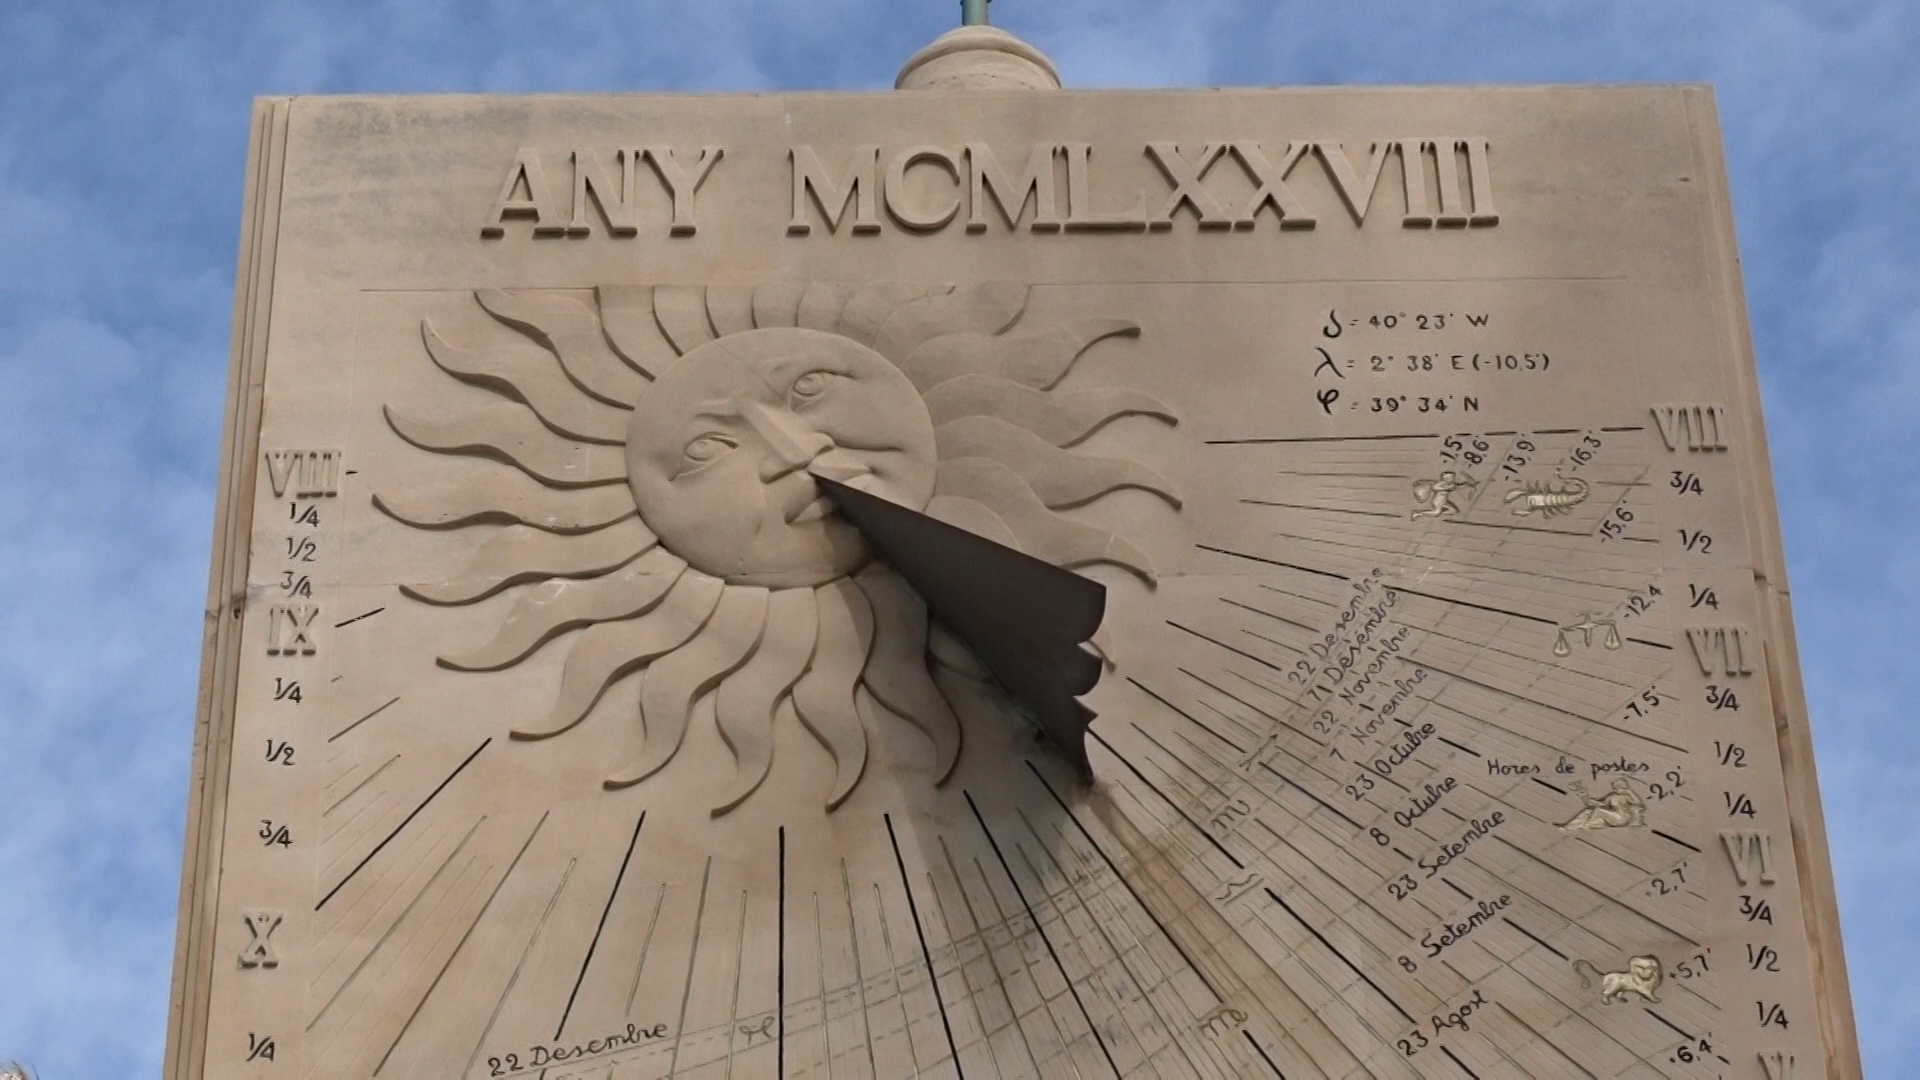 ANY MCMLXXVIII
δ = 40° 23' W
λ = 2° 38' E (-10.5')
φ = 39° 34' N
VIII
1/4
1/2
3/4
IX
1/4
1/2
3/4
X
1/4
VIII
3/4
1/2
1/4
VII
3/4
1/2
1/4
VI
3/4
1/2
1/4
-8.6'
-13.9'
-16.3'
-15.6'
-12.4
-7.5'
-2,2'
+2,7'
+5,7'
+6,4'
22 Desembre
Desembre
22 Novembre
7 Novembre
23 Octubre
8 Octubre
23 Setembre
8 Setembre
23 Agost
Hores de postes
22 Desembre